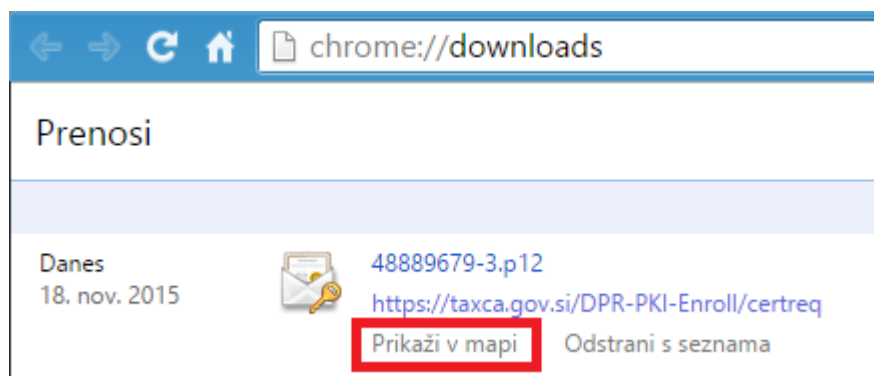 chrome://downloads
Prenosi
Danes
18. nov. 2015
48889679-3.p12
https://taxca.gov.si/DPR-PKI-Enroll/certreq
Prikaži v mapi Odstrani s seznama